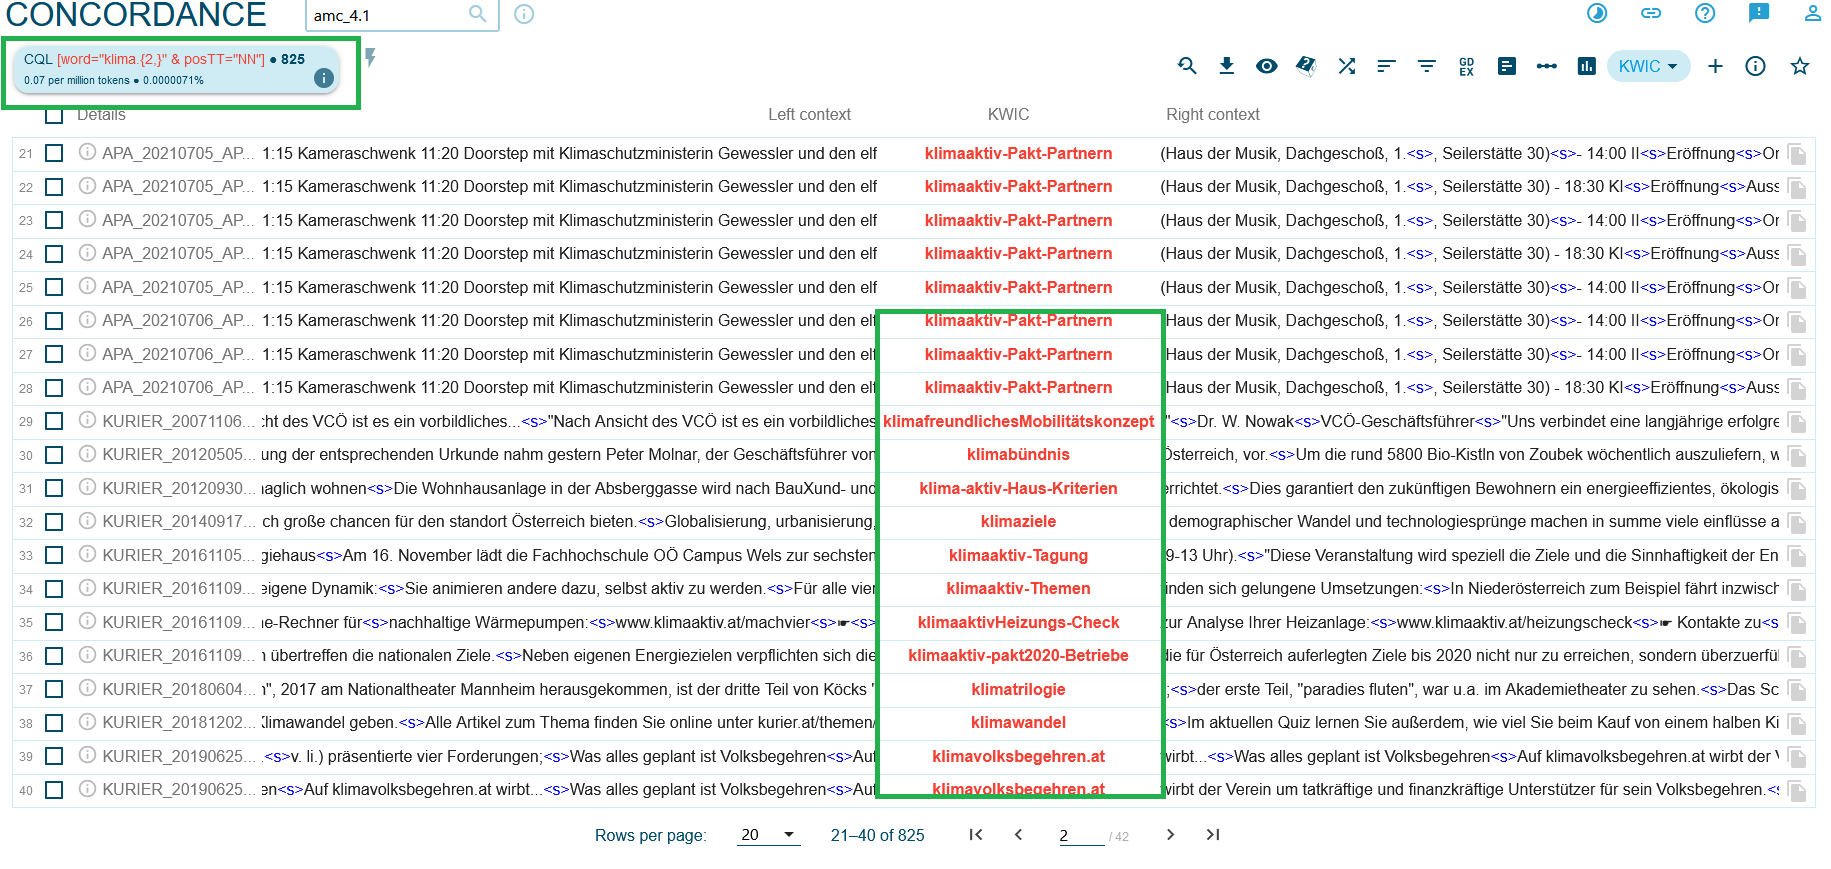 CONCORDANCE
amc_4.1
CQL [word="klima.{2,}" & posTT="NN"] ● 825
0.07 per million tokens ● 0.0000071%
GD
EX
KWIC
Details Left context KWIC Right context
21 APA_20210705_AP... 1:15 Kameraschwenk 11:20 Doorstep mit Klimaschutzministerin Gewessler und den elf klimaaktiv-Pakt-Partnern (Haus der Musik, Dachgeschoß, 1.<s>, Seilerstätte 30)<s>- 14:00 II<s>Eröffnung<s>Or
22 APA_20210705_AP... 1:15 Kameraschwenk 11:20 Doorstep mit Klimaschutzministerin Gewessler und den elf klimaaktiv-Pakt-Partnern (Haus der Musik, Dachgeschoß, 1.<s>, Seilerstätte 30) - 18:30 KI<s>Eröffnung<s>Auss
23 APA_20210705_AP... 1:15 Kameraschwenk 11:20 Doorstep mit Klimaschutzministerin Gewessler und den elf klimaaktiv-Pakt-Partnern (Haus der Musik, Dachgeschoß, 1.<s>, Seilerstätte 30)<s>- 14:00 II<s>Eröffnung<s>Or
24 APA_20210705_AP... 1:15 Kameraschwenk 11:20 Doorstep mit Klimaschutzministerin Gewessler und den elf klimaaktiv-Pakt-Partnern (Haus der Musik, Dachgeschoß, 1.<s>, Seilerstätte 30) - 18:30 KI<s>Eröffnung<s>Auss
25 APA_20210705_AP... 1:15 Kameraschwenk 11:20 Doorstep mit Klimaschutzministerin Gewessler und den elf klimaaktiv-Pakt-Partnern (Haus der Musik, Dachgeschoß, 1.<s>, Seilerstätte 30)<s>- 14:00 II<s>Eröffnung<s>Or
26 APA_20210706_AP... 1:15 Kameraschwenk 11:20 Doorstep mit Klimaschutzministerin Gewessler und den elf klimaaktiv-Pakt-Partnern Haus der Musik, Dachgeschoß, 1.<s>, Seilerstätte 30)<s>- 14:00 II<s>Eröffnung<s>Or
27 APA_20210706_AP... 1:15 Kameraschwenk 11:20 Doorstep mit Klimaschutzministerin Gewessler und den elf klimaaktiv-Pakt-Partnern Haus der Musik, Dachgeschoß, 1.<s>, Seilerstätte 30)<s>- 14:00 II<s>Eröffnung<s>Or
28 APA_20210706_AP... 1:15 Kameraschwenk 11:20 Doorstep mit Klimaschutzministerin Gewessler und den elf klimaaktiv-Pakt-Partnern Haus der Musik, Dachgeschoß, 1.<s>, Seilerstätte 30) - 18:30 KI<s>Eröffnung<s>Auss
29 KURIER_20071106... cht des VCÖ ist es ein vorbildliches...<s>"Nach Ansicht des VCÖ ist es ein vorbildliches klimafreundlichesMobilitätskonzept "<s>Dr. W. Nowak<s>VCÖ-Geschäftsführer<s>"Uns verbindet eine langjährige erfolgre
30 KURIER_20120505... ung der entsprechenden Urkunde nahm gestern Peter Molnar, der Geschäftsführer von klimabündnis Österreich, vor.<s>Um die rund 5800 Bio-Kistln von Zoubek wöchentlich auszuliefern, w
31 KURIER_20120930... naglich wohnen<s>Die Wohnhausanlage in der Absberggasse wird nach BauXund- und klima-aktiv-Haus-Kriterien errichtet.<s>Dies garantiert den zukünftigen Bewohnern ein energieeffizientes, ökologis
32 KURIER_20140917... ch große chancen für den standort Österreich bieten.<s>Globalisierung, urbanisierung, klimaziele demographischer Wandel und technologiesprünge machen in summe viele einflüsse a
33 KURIER_20161105... giehaus<s>Am 16. November lädt die Fachhochschule OÖ Campus Wels zur sechsten klimaaktiv-Tagung 9-13 Uhr).<s>"Diese Veranstaltung wird speziell die Ziele und die Sinnhaftigkeit der En
34 KURIER_20161109... eigene Dynamik:<s>Sie animieren andere dazu, selbst aktiv zu werden.<s>Für alle vier klimaaktiv-Themen inden sich gelungene Umsetzungen:<s>In Niederösterreich zum Beispiel fährt inzwisch
35 KURIER_20161109... ne-Rechner für<s>nachhaltige Wärmepumpen:<s>www.klimaaktiv.at/machvier<s>☛<s> klimaaktivHeizungs-Check zur Analyse Ihrer Heizanlage:<s>www.klimaaktiv.at/heizungscheck<s>☛ Kontakte zu<s
36 KURIER_20161109... n übertreffen die nationalen Ziele.<s>Neben eigenen Energiezielen verpflichten sich die klimaaktiv-pakt2020-Betriebe die für Österreich auferlegten Ziele bis 2020 nicht nur zu erreichen, sondern überzuerfül
37 KURIER_20180604... n", 2017 am Nationaltheater Mannheim herausgekommen, ist der dritte Teil von Köcks " klimatrilogie ;<s>der erste Teil, "paradies fluten", war u.a. im Akademietheater zu sehen.<s>Das Sc
38 KURIER_20181202... Klimawandel geben.<s>Alle Artikel zum Thema finden Sie online unter kurier.at/themen/ klimawandel <s>Im aktuellen Quiz lernen Sie außerdem, wie viel Sie beim Kauf von einem halben Ki
39 KURIER_20190625... .<s>v. li.) präsentierte vier Forderungen;<s>Was alles geplant ist Volksbegehren<s>Auf klimavolksbegehren.at wirbt...<s>Was alles geplant ist Volksbegehren<s>Auf klimavolksbegehren.at wirbt der V
40 KURIER_20190625... en<s>Auf klimavolksbegehren.at wirbt...<s>Was alles geplant ist Volksbegehren<s>Auf klimavolksbegehren.at wirbt der Verein um tatkräftige und finanzkräftige Unterstützer für sein Volksbegehren.<s
Rows per page: 20 21–40 of 825 2 / 42